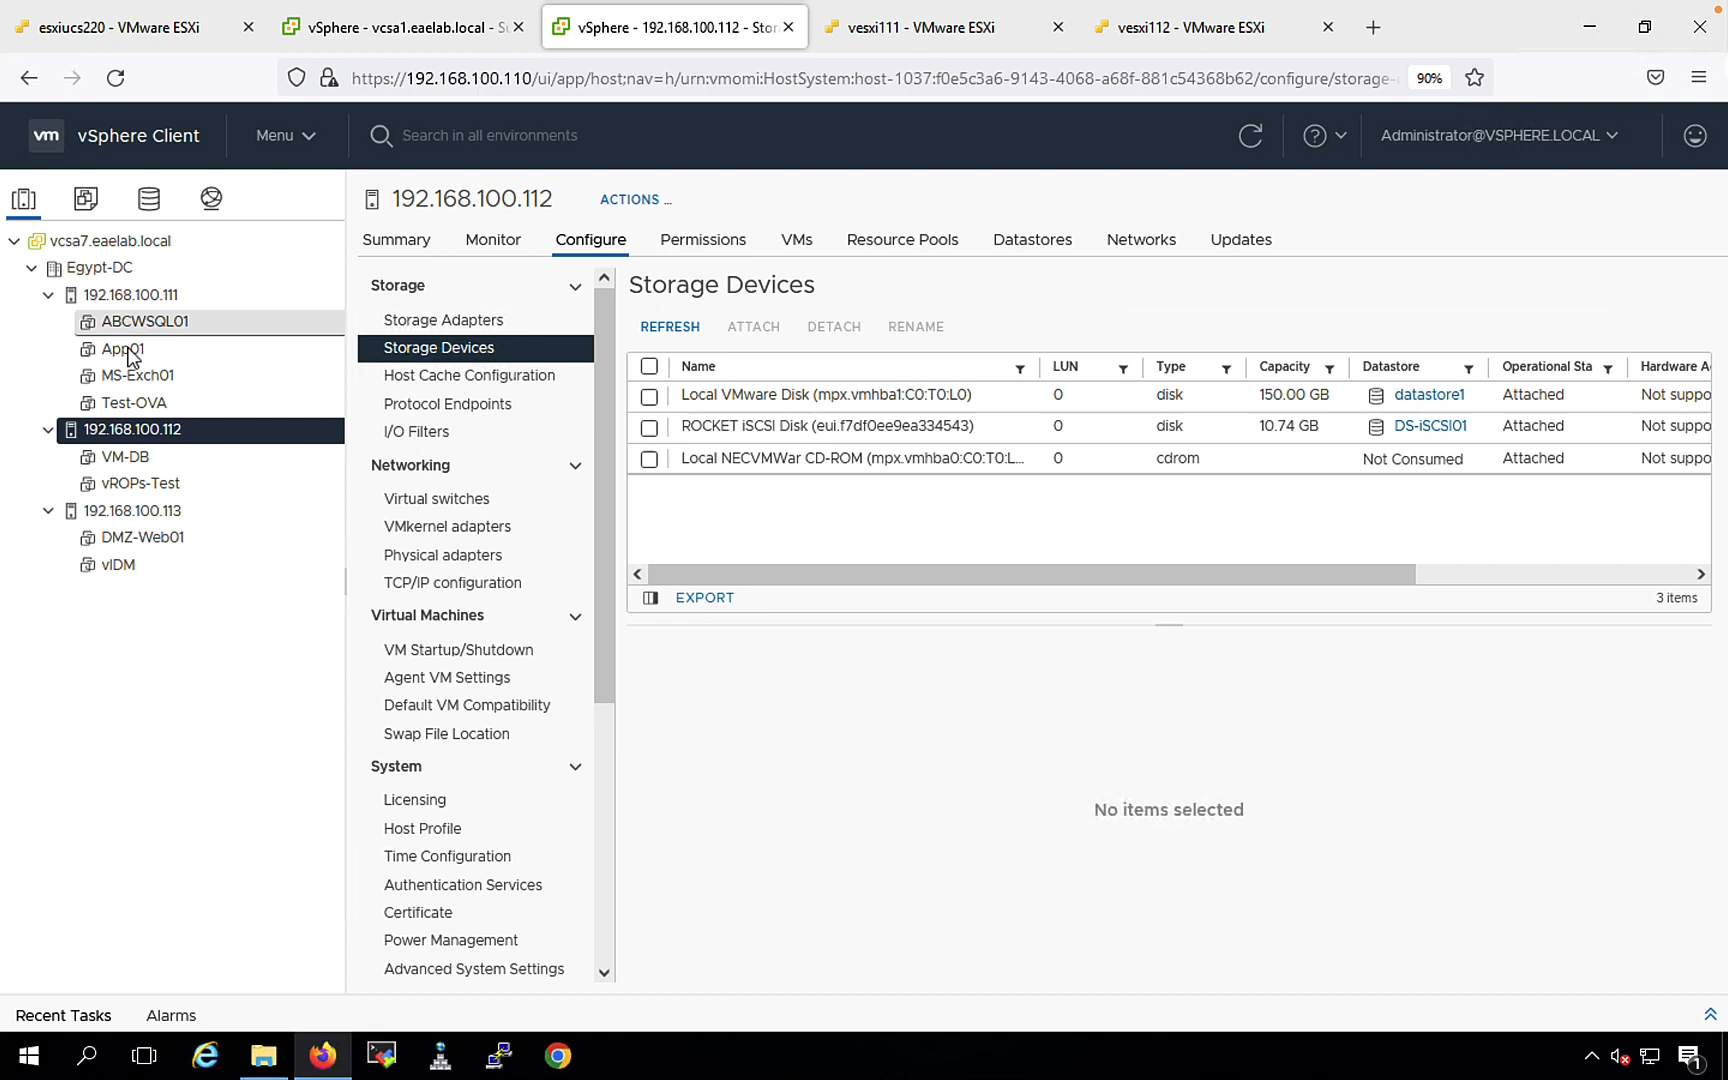 esxiucs220 - VMware ESXi
vSphere - vcsa1.eaelab.local - Su
vSphere - 192.168.100.112 - Stor
vesxi111 - VMware ESXi
vesxi112 - VMware ESXi
https://192.168.100.110/ui/app/host;nav=h/urn:vmomi:HostSystem:host-1037:f0e5c3a6-9143-4068-a68f-881c54368b62/configure/storage-
90%
vm vSphere Client
Menu
Search in all environments
Administrator@VSPHERE.LOCAL
vcsa7.eaelab.local
Egypt-DC
192.168.100.111
ABCWSQL01
App01
MS-Exch01
Test-OVA
192.168.100.112
VM-DB
vROPs-Test
192.168.100.113
DMZ-Web01
vIDM
192.168.100.112
ACTIONS ...
Summary Monitor Configure Permissions VMs Resource Pools Datastores Networks Updates
Storage
Storage Adapters
Storage Devices
Host Cache Configuration
Protocol Endpoints
I/O Filters
Networking
Virtual switches
VMkernel adapters
Physical adapters
TCP/IP configuration
Virtual Machines
VM Startup/Shutdown
Agent VM Settings
Default VM Compatibility
Swap File Location
System
Licensing
Host Profile
Time Configuration
Authentication Services
Certificate
Power Management
Advanced System Settings
Storage Devices
REFRESH ATTACH DETACH RENAME
Name LUN Type Capacity Datastore Operational Sta Hardware A
Local VMware Disk (mpx.vmhba1:C0:T0:L0) 0 disk 150.00 GB datastore1 Attached Not suppo
ROCKET iSCSI Disk (eui.f7df0ee9ea334543) 0 disk 10.74 GB DS-iSCSI01 Attached Not suppo
Local NECVMWar CD-ROM (mpx.vmhba0:C0:T0:L... 0 cdrom Not Consumed Attached Not suppo
EXPORT
3 items
No items selected
Recent Tasks Alarms
1